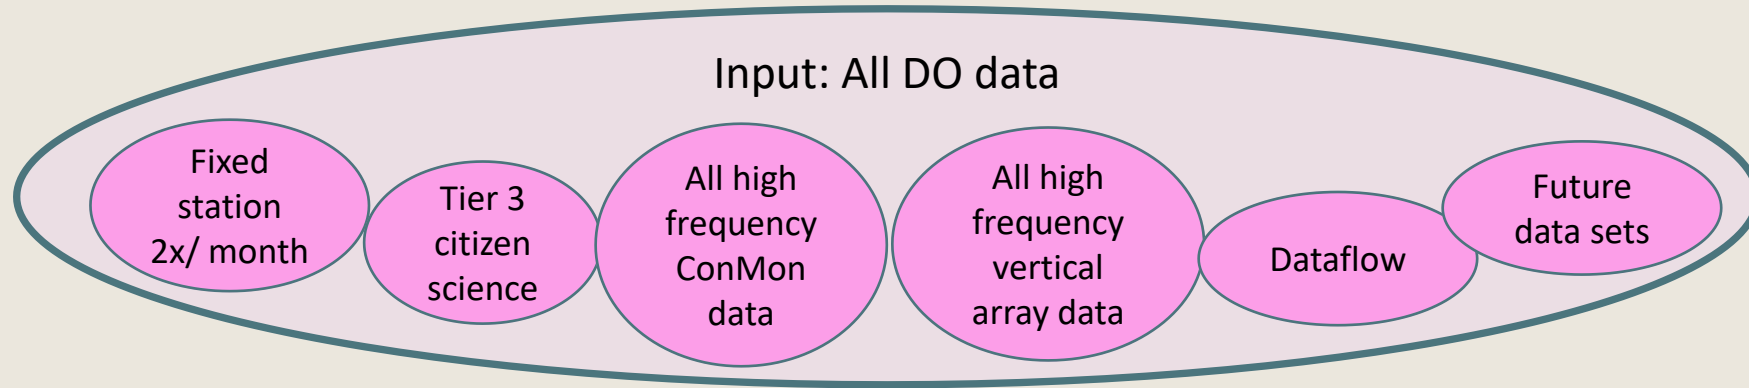 Input: All DO data
Fixed
station
2x/ month
Tier 3
citizen
science
All high
frequency
ConMon
data
All high
frequency
vertical
array data
Dataflow
Future
data sets